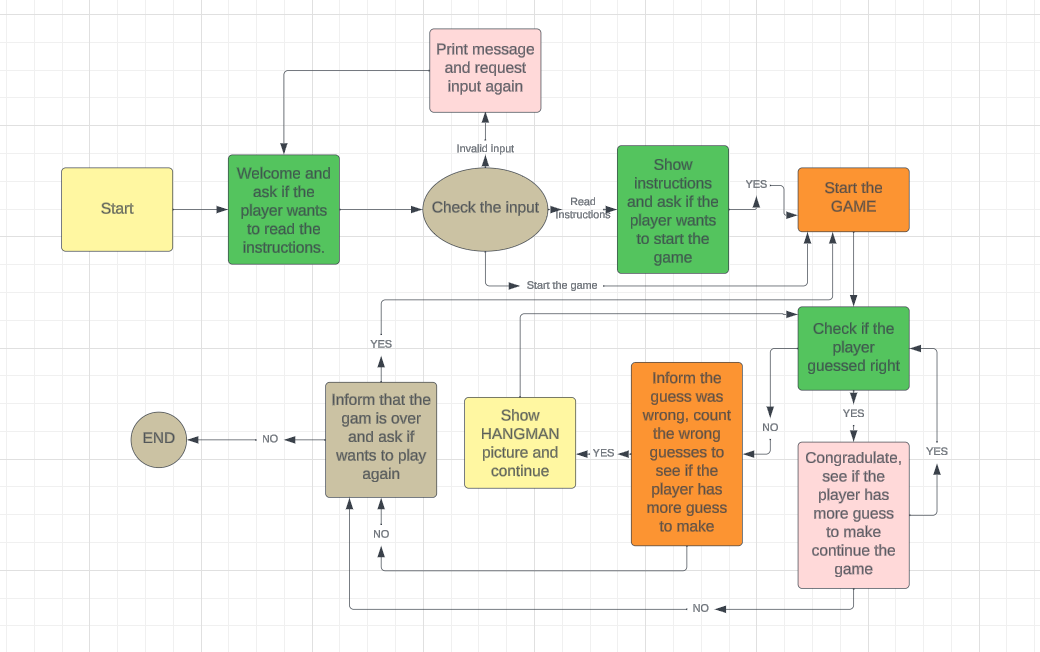 Print message
and request
input again
Invalid Input
Start
Welcome and
ask if the
player wants
to read the
instructions.
Check the input
Read
Instructions
Show
instructions
and ask if the
player wants
to start the
game
YES
Start the
GAME
Start the game
YES
Check if the
player
guessed right
Inform that the
gam is over
and ask if
wants to play
again
NO
END
Show
HANGMAN
picture and
continue
YES
Inform the
guess was
wrong, count
the wrong
guesses to
see if the
player has
more guess
to make
NO
YES
Congradulate,
see if the
player has
more guess
to make
continue the
game
YES
NO
NO